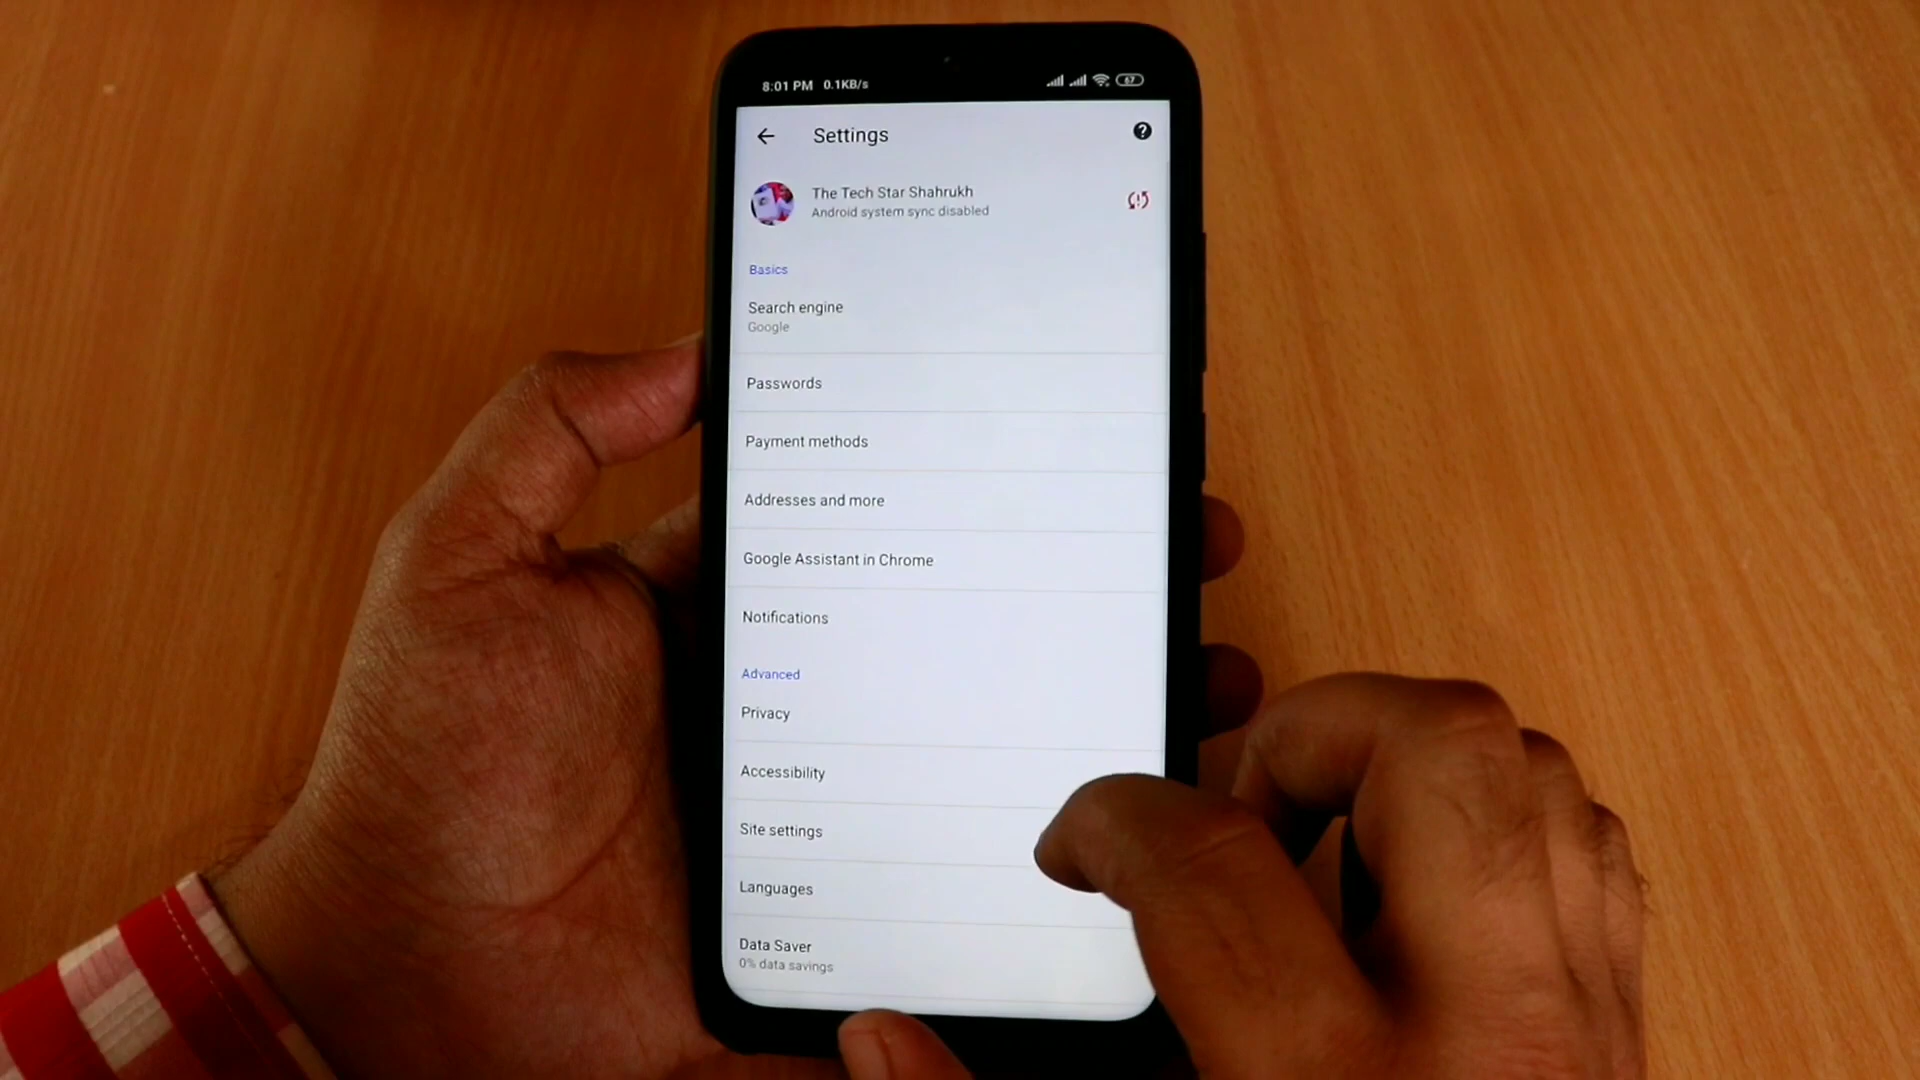 8:01 PM 0.1KB/s
67
Settings
The Tech Star Shahrukh
Android system sync disabled
Basics
Search engine
Google
Passwords
Payment methods
Addresses and more
Google Assistant in Chrome
Notifications
Advanced
Privacy
Accessibility
Site settings
Languages
Data Saver
0% data savings